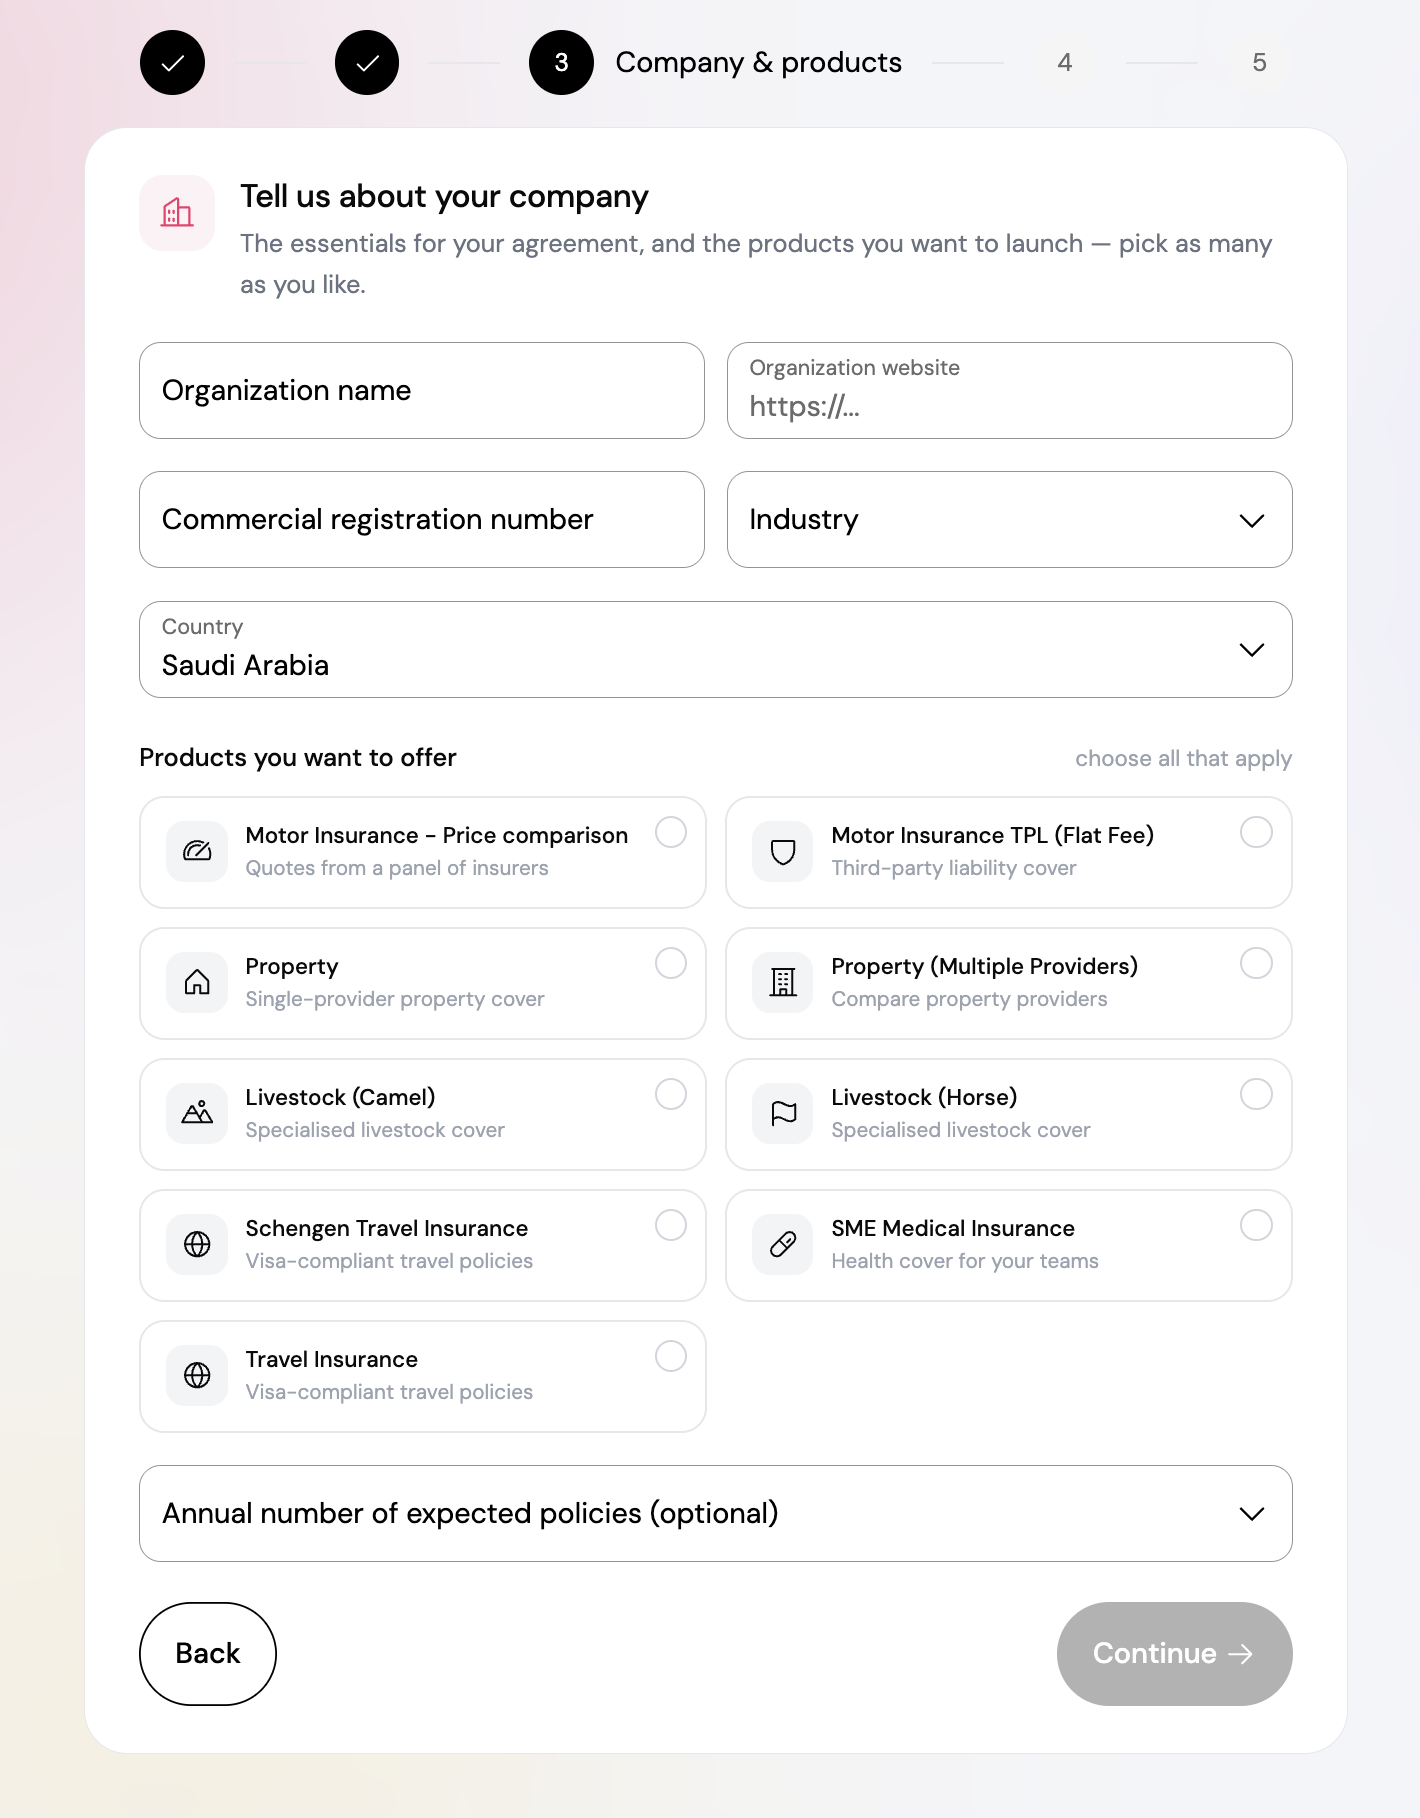 3 Company & products 4 5
Tell us about your company
The essentials for your agreement, and the products you want to launch — pick as many
as you like.
Organization name
Organization website
https://...
Commercial registration number
Industry
Country
Saudi Arabia
Products you want to offer
choose all that apply
Motor Insurance - Price comparison
Quotes from a panel of insurers
Motor Insurance TPL (Flat Fee)
Third-party liability cover
Property
Single-provider property cover
Property (Multiple Providers)
Compare property providers
Livestock (Camel)
Specialised livestock cover
Livestock (Horse)
Specialised livestock cover
Schengen Travel Insurance
Visa-compliant travel policies
SME Medical Insurance
Health cover for your teams
Travel Insurance
Visa-compliant travel policies
Annual number of expected policies (optional)
Back
Continue →